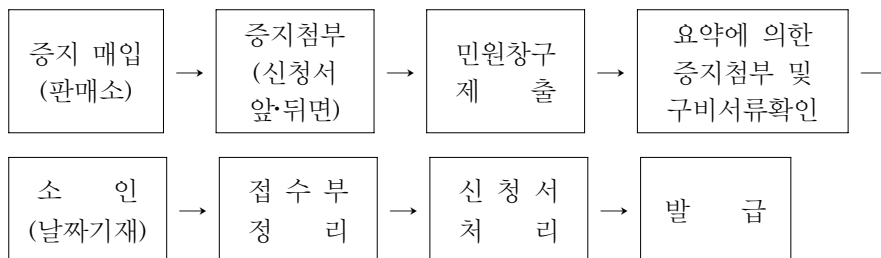 증지 매입
(판매소)
→
증지첨부
(신청서
앞·뒤면)
→
민원창구
제 출
→
요약에 의한
증지첨부 및
구비서류확인
소 인
(날짜기재)
→
접 수 부
정 리
→
신 청 서
처 리
→
발 급